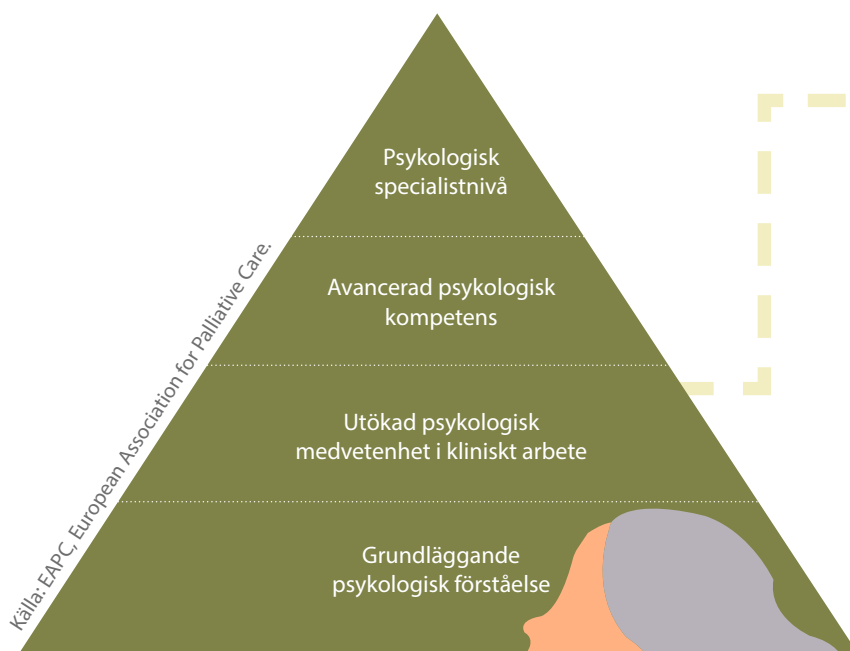 Psykologisk
specialistnivå
Avancerad psykologisk
kompetens
Utökad psykologisk
medvetenhet i kliniskt arbete
Grundläggande
psykologisk förståelse
Källa: EAPC, European Association for Palliative Care.